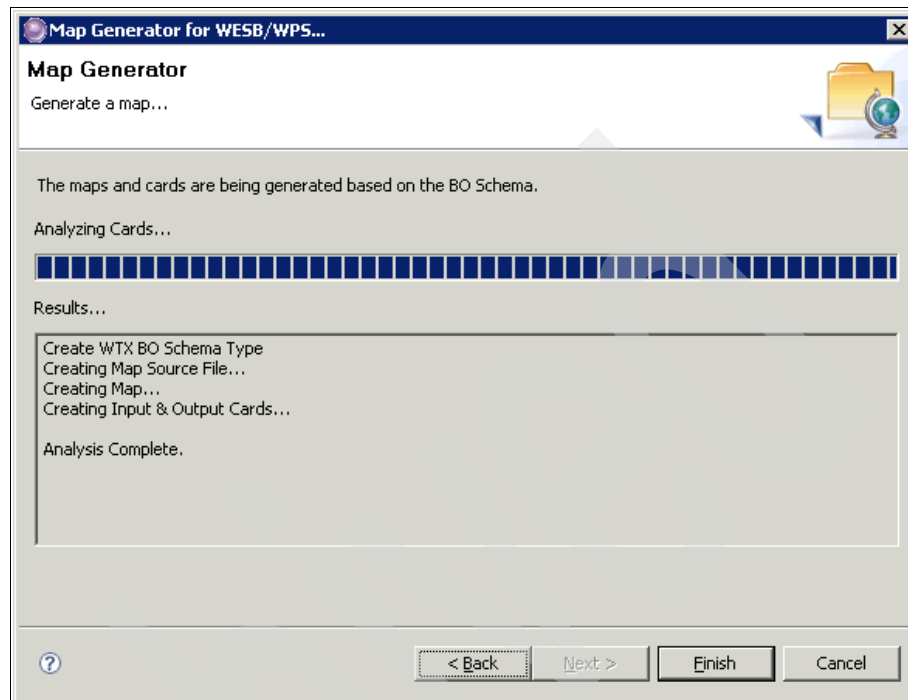 Map Generator for WESB/WPS...
Map Generator
Generate a map...
The maps and cards are being generated based on the BO Schema.
Analyzing Cards...
Results...
Create WTX BO Schema Type
Creating Map Source File...
Creating Map...
Creating Input & Output Cards...
Analysis Complete.
< Back Next > Finish Cancel